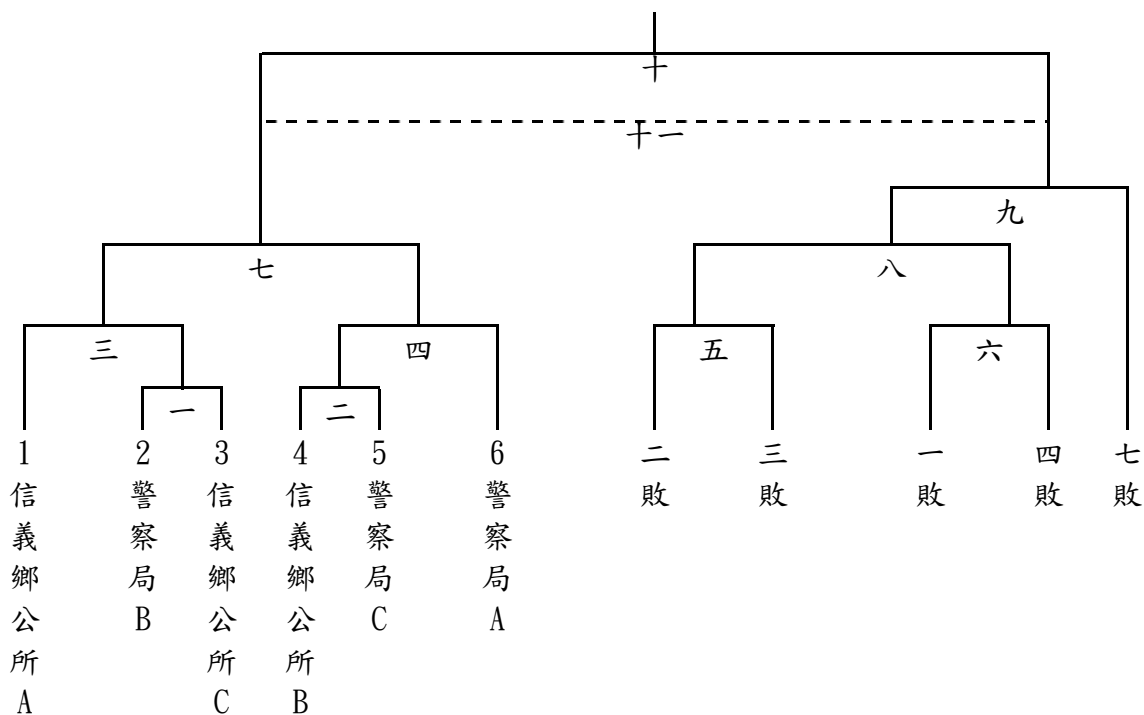 十
十一
九
七
八
三
四
五
六
一
二
1 信義鄉公所A
2 警察局B
3 信義鄉公所C
4 信義鄉公所B
5 警察局C
6 警察局A
二敗
三敗
一敗
四敗
七敗